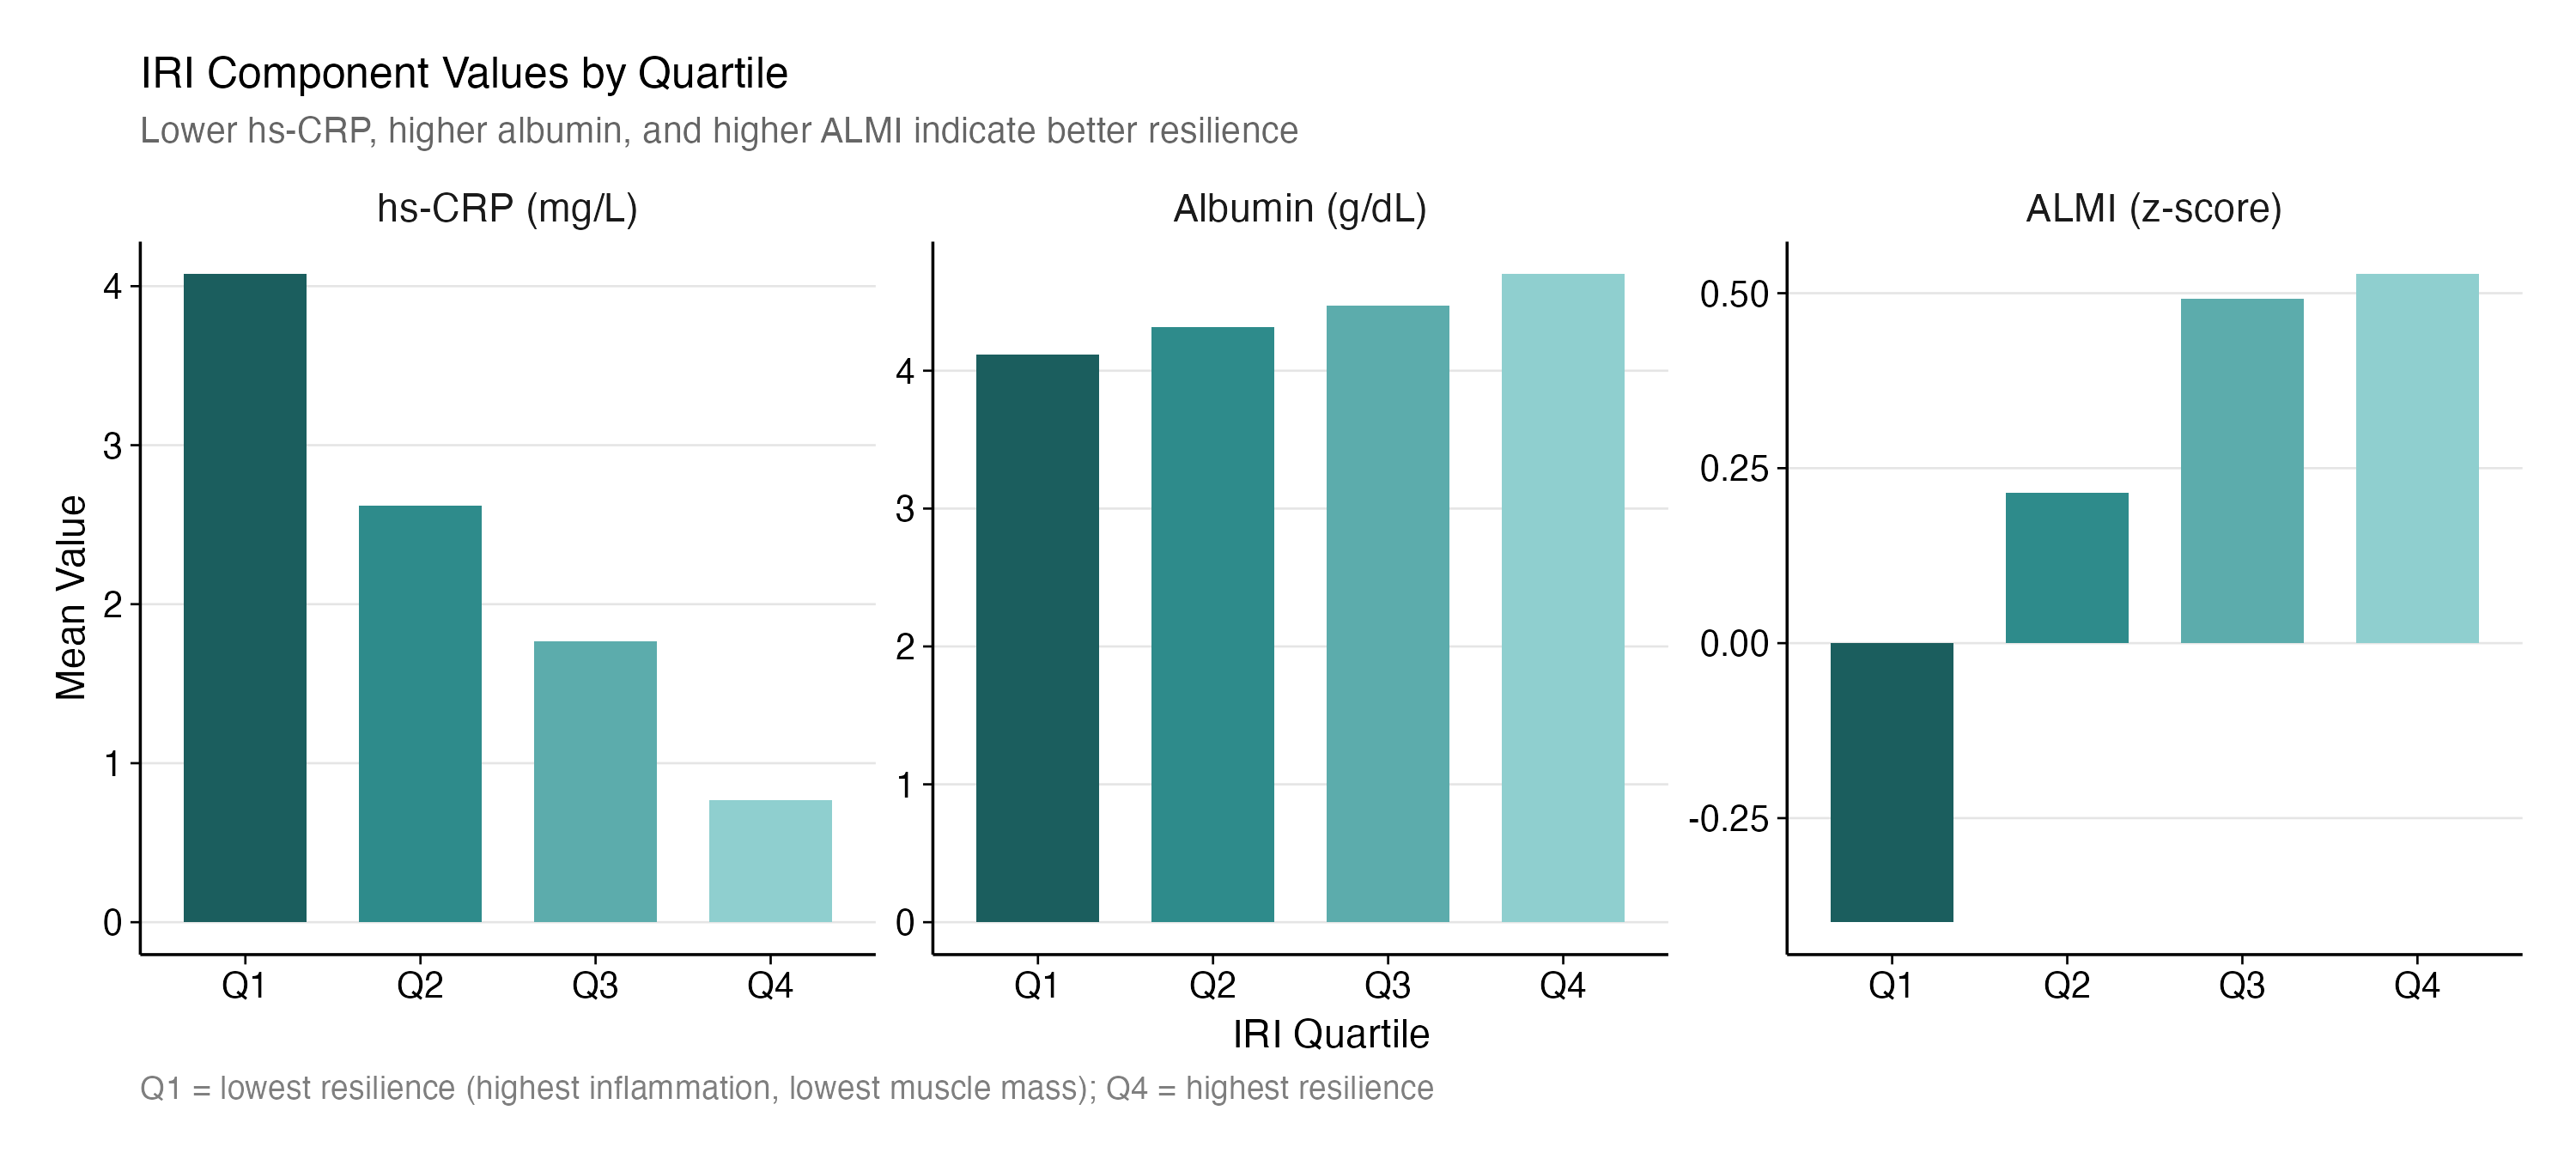 IRI Component Values by Quartile
Lower hs-CRP, higher albumin, and higher ALMI indicate better resilience
hs-CRP (mg/L)
Mean Value
4
3
2
1
0
Q1 Q2 Q3 Q4
Albumin (g/dL)
4
3
2
1
0
Q1 Q2 Q3 Q4
ALMI (z-score)
0.50
0.25
0.00
-0.25
Q1 Q2 Q3 Q4
IRI Quartile
Q1 = lowest resilience (highest inflammation, lowest muscle mass); Q4 = highest resilience